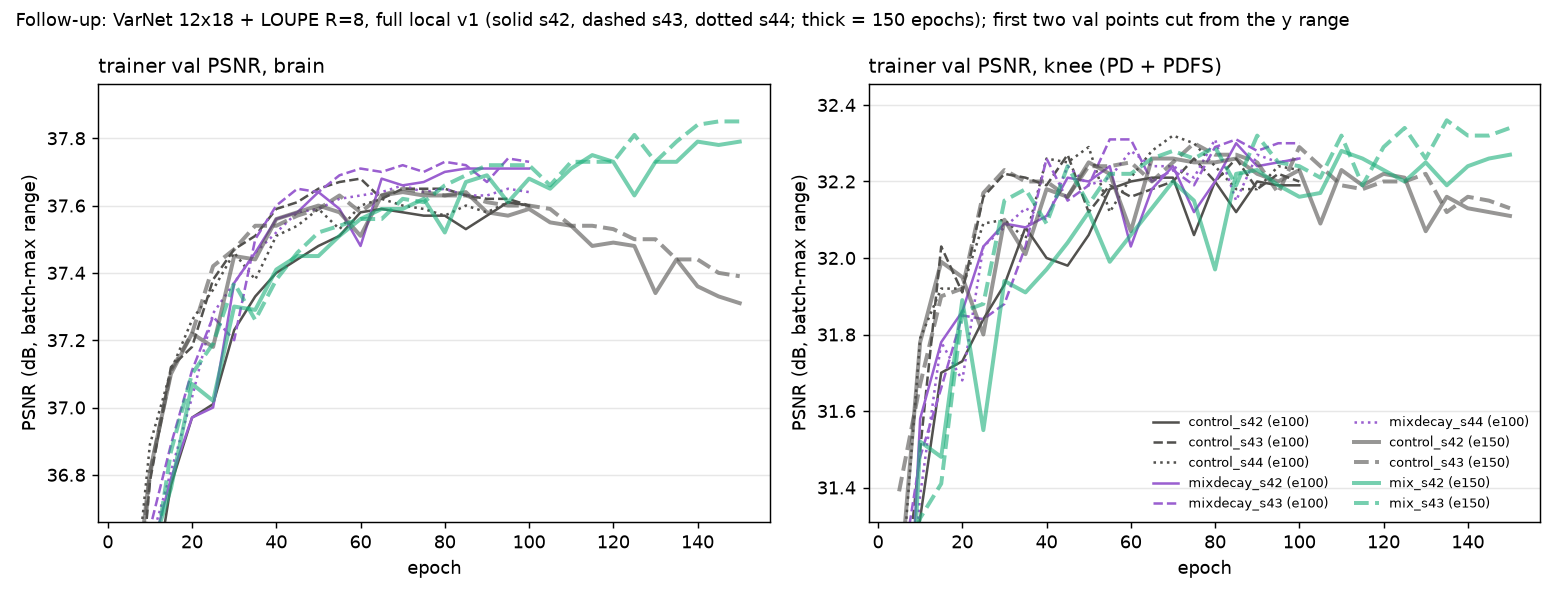 Follow-up: VarNet 12x18 + LOUPE R=8, full local v1 (solid s42, dashed s43, dotted s44; thick = 150 epochs); first two val points cut from the y range
trainer val PSNR, brain
PSNR (dB, batch-max range)
37.8
37.6
37.4
37.2
37.0
36.8
0 20 40 60 80 100 120 140
epoch
trainer val PSNR, knee (PD + PDFS)
PSNR (dB, batch-max range)
32.4
32.2
32.0
31.8
31.6
31.4
control_s42 (e100)
control_s43 (e100)
control_s44 (e100)
mixdecay_s42 (e100)
mixdecay_s43 (e100)
mixdecay_s44 (e100)
control_s42 (e150)
control_s43 (e150)
mix_s42 (e150)
mix_s43 (e150)
0 20 40 60 80 100 120 140
epoch